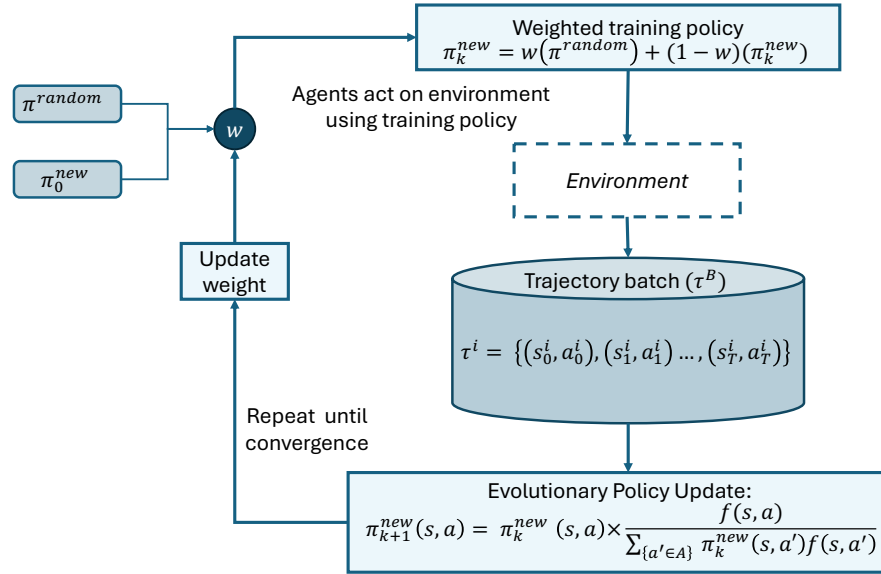 Weighted training policy
π_k^{new} = w(π^{random}) + (1 − w)(π_k^{new})
Agents act on environment
using training policy
π^{random}
w
π_0^{new}
Environment
Update
weight
Trajectory batch (τ^B)
τ^i = {(s_0^i, a_0^i), (s_1^i, a_1^i) …, (s_T^i, a_T^i)}
Repeat until
convergence
Evolutionary Policy Update:
π_{k+1}^{new}(s, a) = π_k^{new} (s, a) × \frac{f(s, a)}{∑_{\{a'∈A\}} π_k^{new}(s, a')f(s, a')}